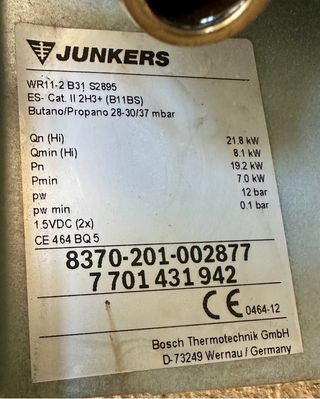 JUNKERS
WR11-2 B31 S2895
ES- Cat. II 2H3+ (B11BS)
Butano/Propano 28-30/37 mbar
Qn (Hi) 21.8 kW
Qmin (Hi) 8.1 kW
Pn 19.2 kW
Pmin 7.0 kW
pw 12 bar
pw min 0.1 bar
1.5VDC (2x)
CE 464 BQ 5
8370-201-002877
7 701 431 942
CE 0464-12
Bosch Thermotechnik GmbH
D-73249 Wernau / Germany